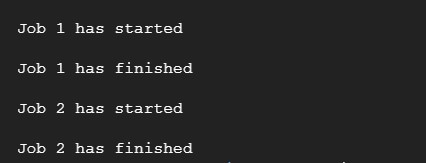 Job 1 has started
Job 1 has finished
Job 2 has started
Job 2 has finished